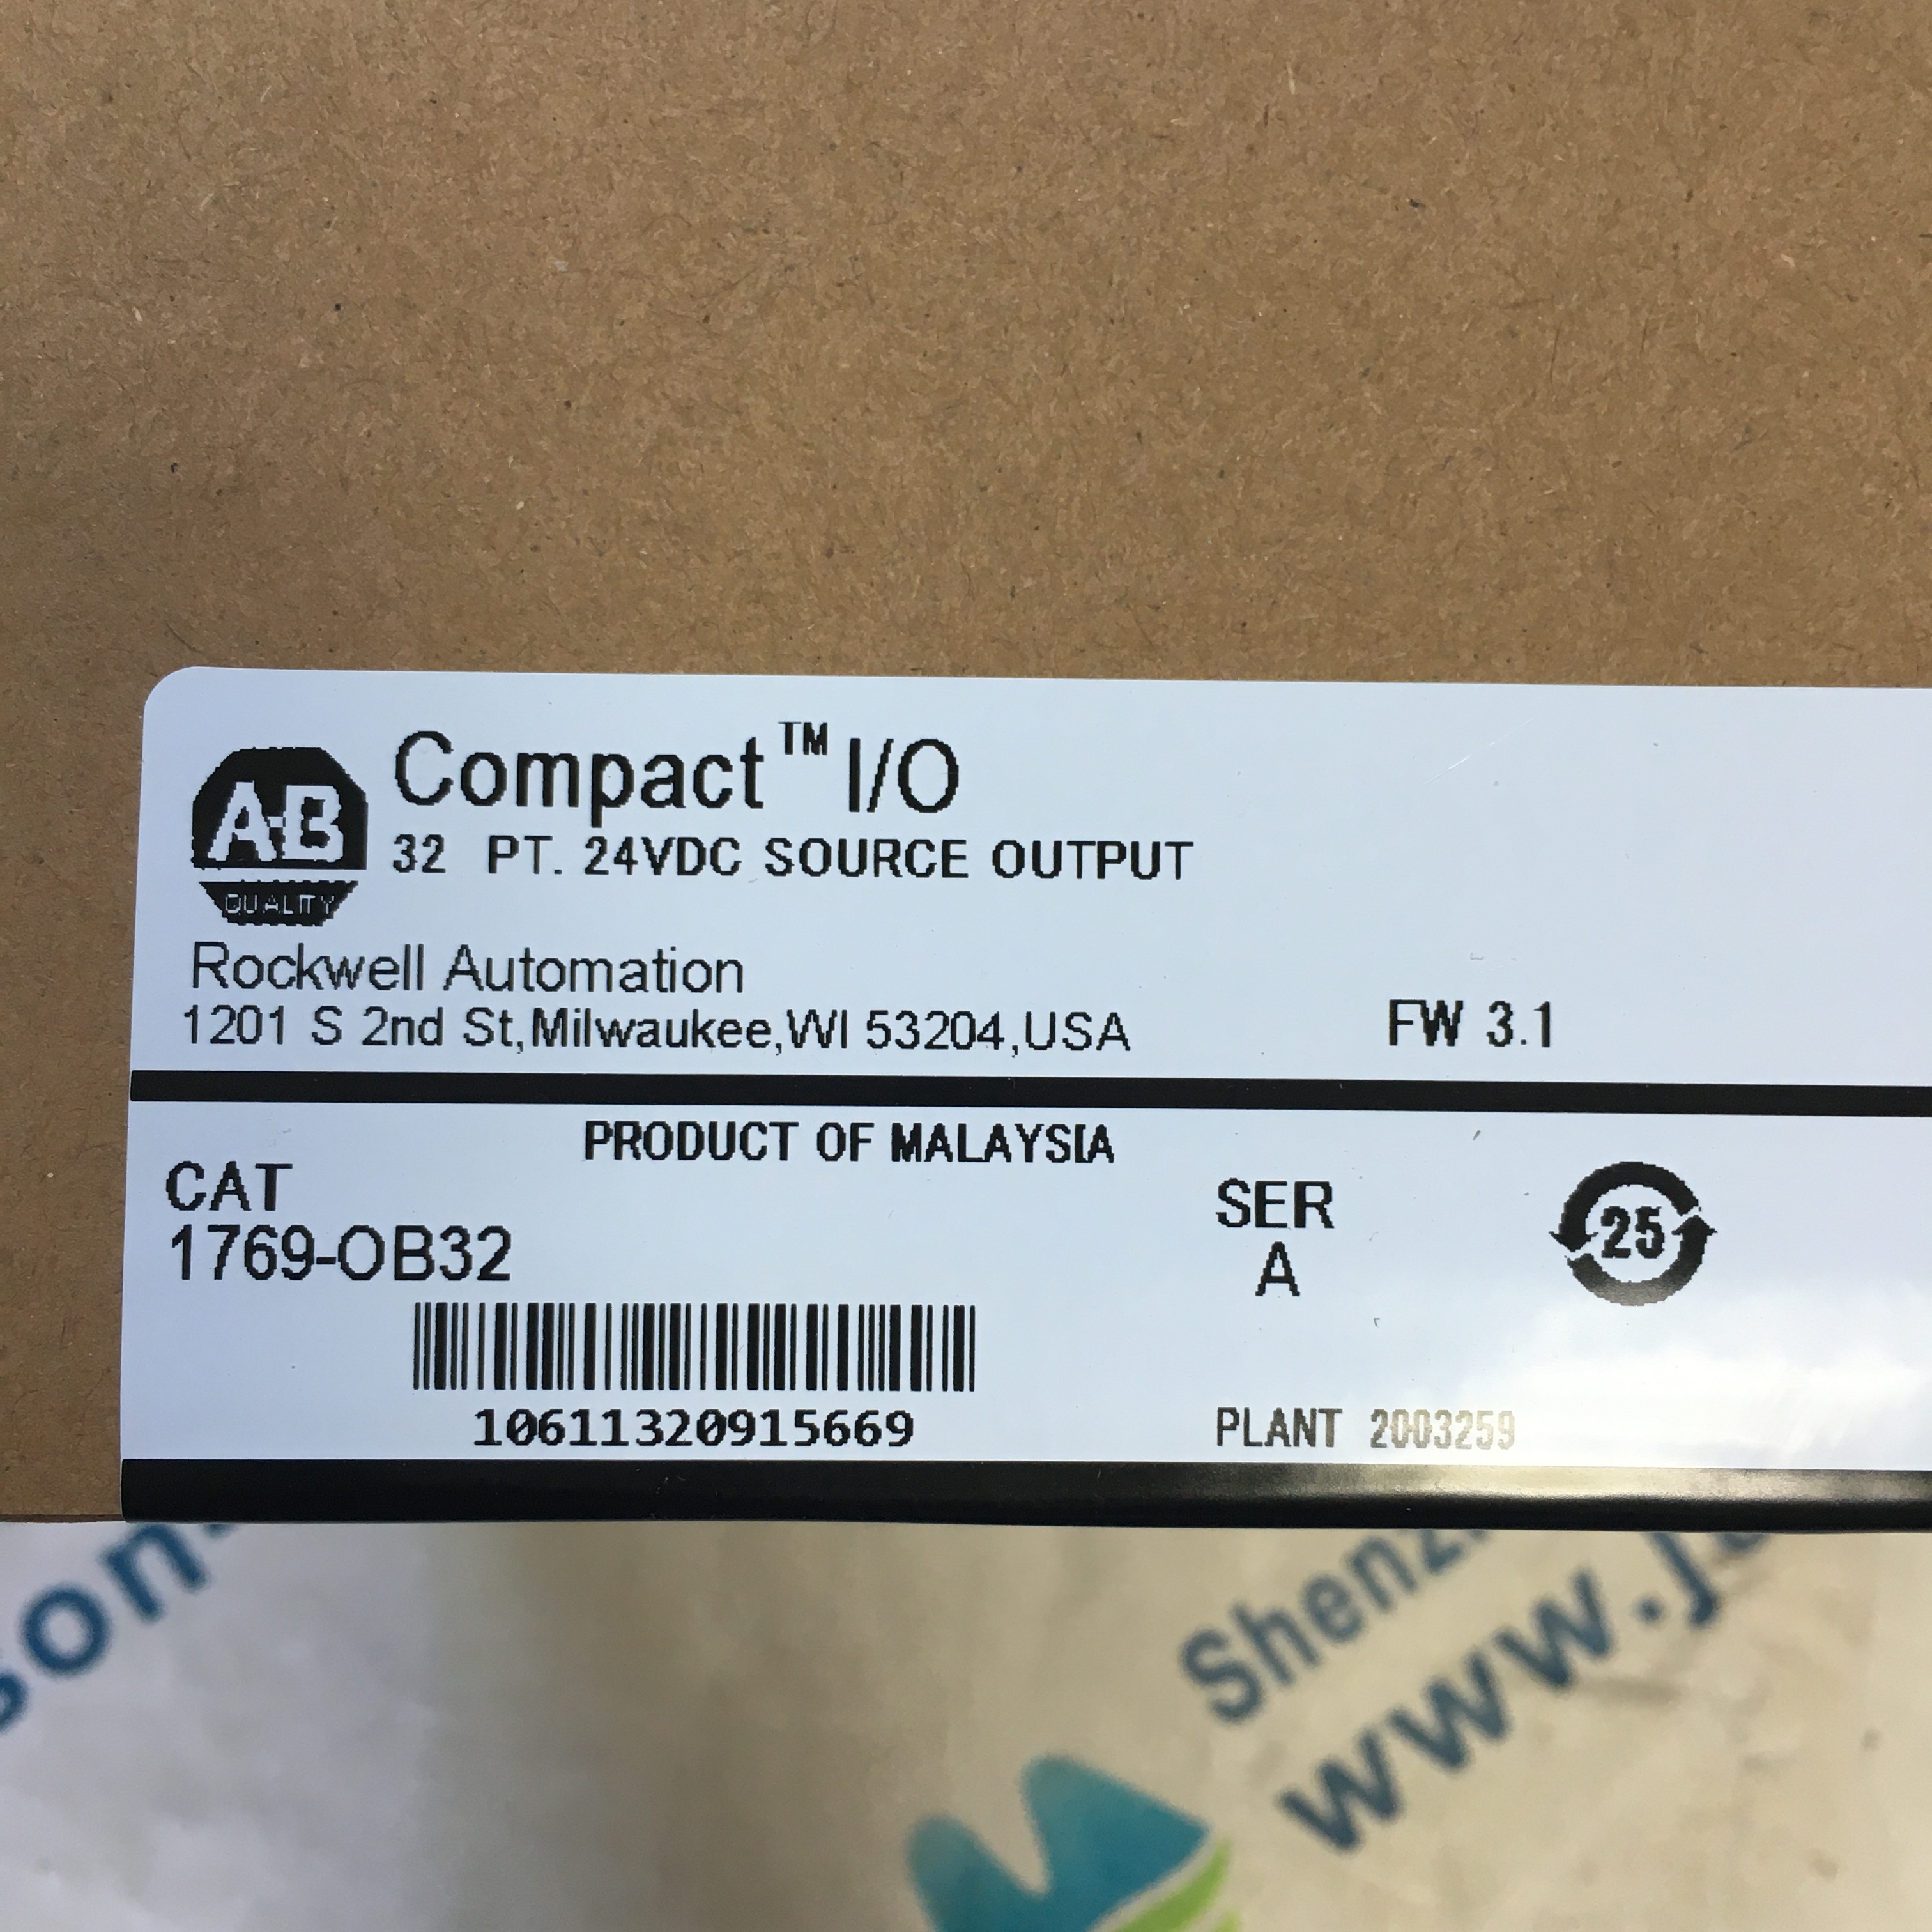 Compact™ I/O
A-B
QUALITY
32 PT. 24VDC SOURCE OUTPUT
Rockwell Automation
1201 S 2nd St,Milwaukee,WI 53204,USA
FW 3.1
PRODUCT OF MALAYSIA
CAT
1769-OB32
SER
A
25
10611320915669
PLANT 2003259
www.